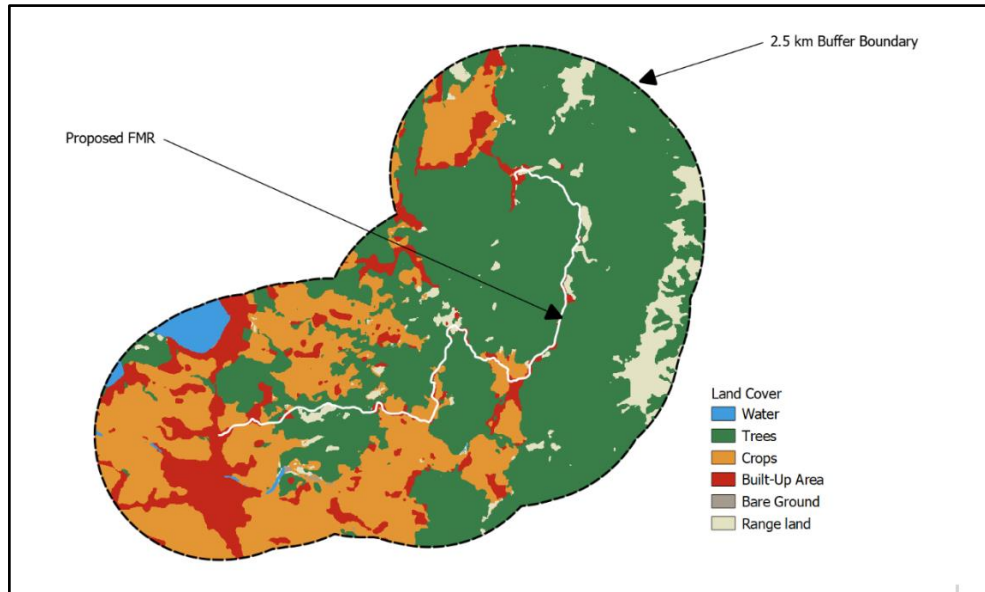 2.5 km Buffer Boundary
Proposed FMR
Land Cover
Water
Trees
Crops
Built-Up Area
Bare Ground
Range land